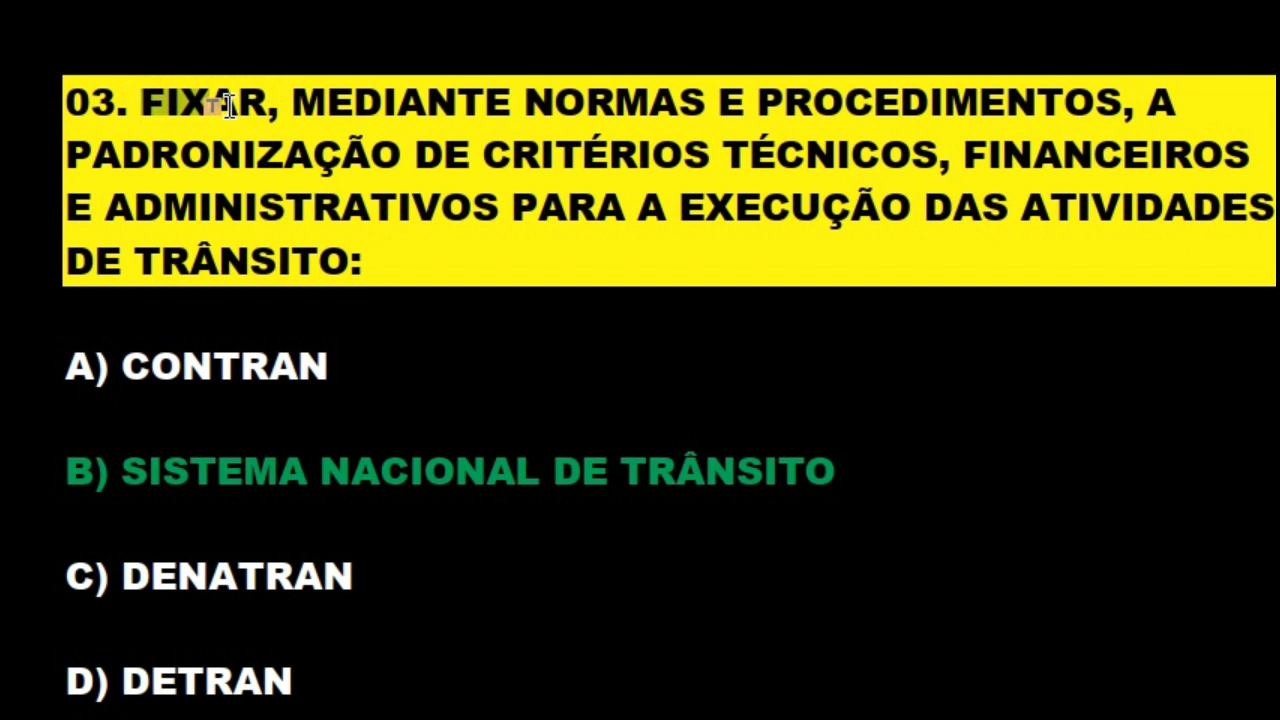 03. FIXAR, MEDIANTE NORMAS E PROCEDIMENTOS, A
PADRONIZAÇÃO DE CRITÉRIOS TÉCNICOS, FINANCEIROS
E ADMINISTRATIVOS PARA A EXECUÇÃO DAS ATIVIDADES
DE TRÂNSITO:
A) CONTRAN
B) SISTEMA NACIONAL DE TRÂNSITO
C) DENATRAN
D) DETRAN